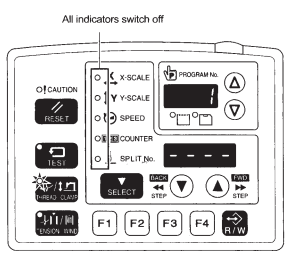 All indicators switch off
PROGRAM No.
X-SCALE
CAUTION
Y-SCALE
1
RESET
SPEED
COUNTER
TEST
SPLIT No.
- - - -
THREAD CLAMP
SELECT
BACK
STEP
FWD
STEP
TENSION WIND
F1 F2 F3 F4 R/W